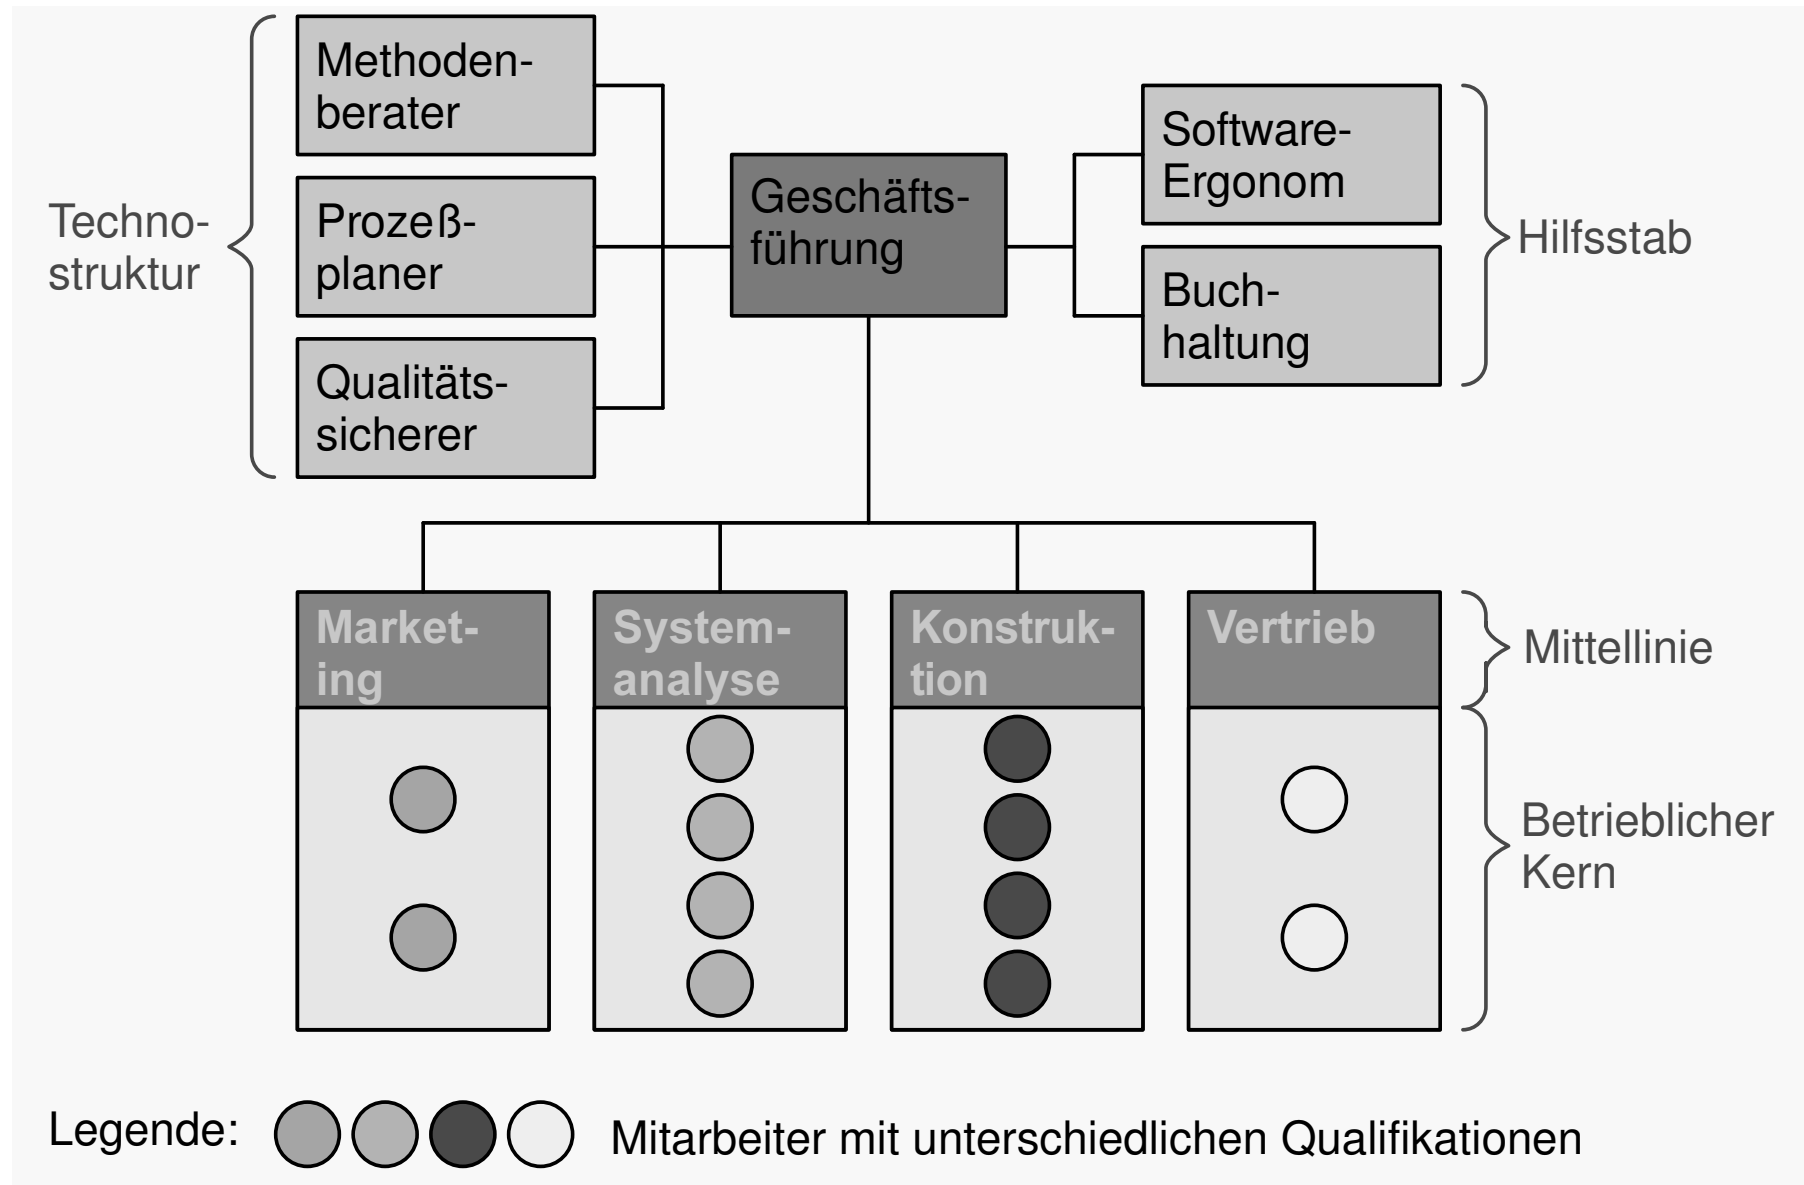 Techno-
struktur
Methoden-
berater
Prozeß-
planer
Qualitäts-
sicherer
Geschäfts-
führung
Software-
Ergonom
Buch-
haltung
Hilfsstab
Market-
ing
System-
analyse
Konstruk-
tion
Vertrieb
Mittellinie
Betrieblicher
Kern
Legende:
Mitarbeiter mit unterschiedlichen Qualifikationen